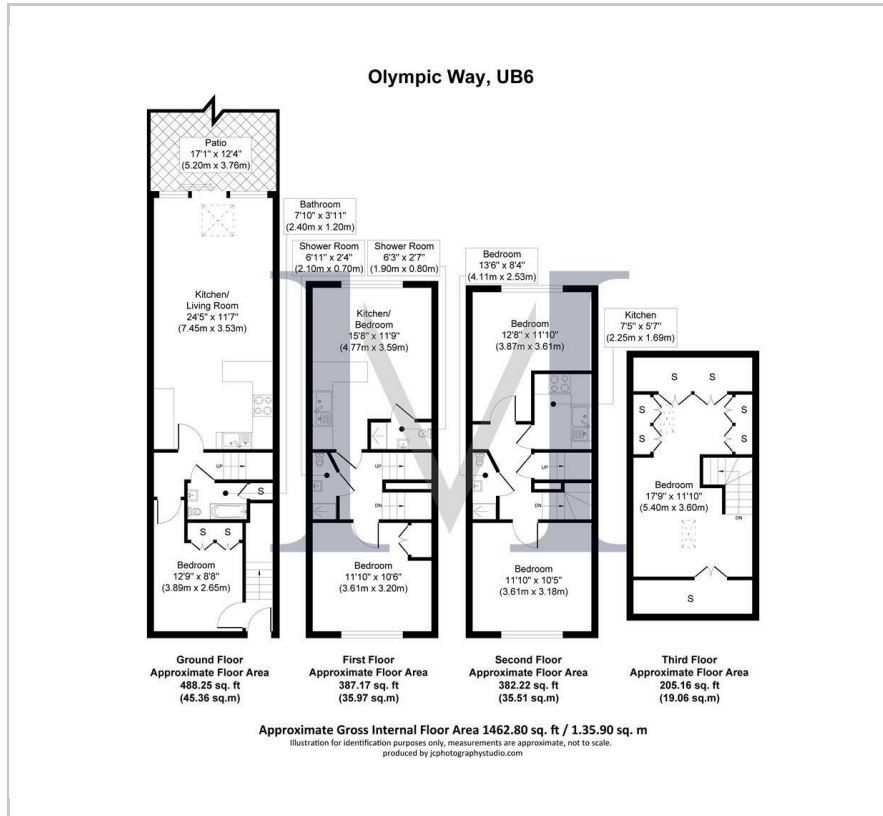 Olympic Way, UB6
Patio
17'1" x 12'4"
(5.20m x 3.76m)
Bathroom
7'10" x 3'11"
(2.40m x 1.20m)
Shower Room
6'11" x 2'4"
(2.10m x 0.70m)
Shower Room
6'3" x 2'7"
(1.90m x 0.80m)
Bedroom
13'6" x 8'4"
(4.11m x 2.53m)
Kitchen
7'5" x 5'7"
(2.25m x 1.69m)
Kitchen/
Living Room
24'5" x 11'7"
(7.45m x 3.53m)
UP
S
S
S
Bedroom
12'9" x 8'8"
(3.89m x 2.65m)
Kitchen/
Bedroom
15'8" x 11'9"
(4.77m x 3.59m)
UP
DN
Bedroom
11'10" x 10'6"
(3.61m x 3.20m)
Bedroom
12'8" x 11'10"
(3.87m x 3.61m)
UP
DN
Bedroom
11'10" x 10'5"
(3.61m x 3.18m)
S
S
S
S
S
S
Bedroom
17'9" x 11'10"
(5.40m x 3.60m)
DN
S
Ground Floor
Approximate Floor Area
488.25 sq. ft
(45.36 sq.m)
First Floor
Approximate Floor Area
387.17 sq. ft
(35.97 sq.m)
Second Floor
Approximate Floor Area
382.22 sq. ft
(35.51 sq.m)
Third Floor
Approximate Floor Area
205.16 sq. ft
(19.06 sq.m)
Approximate Gross Internal Floor Area 1462.80 sq. ft / 1.35.90 sq. m
Illustration for identification purposes only, measurements are approximate, not to scale.
produced by jcphotographystudio.com